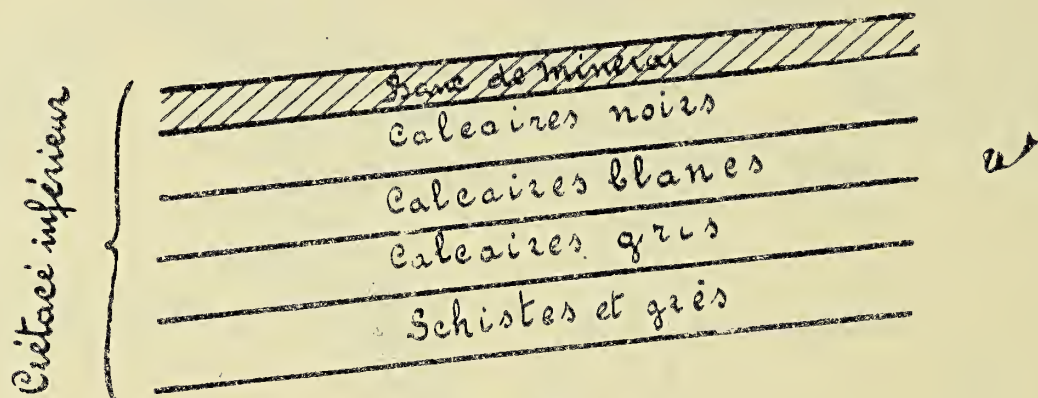 Crétacé inférieur
Banc de minerai
Calcaires noirs
Calcaires blancs
Calcaires gris
Schistes et grès